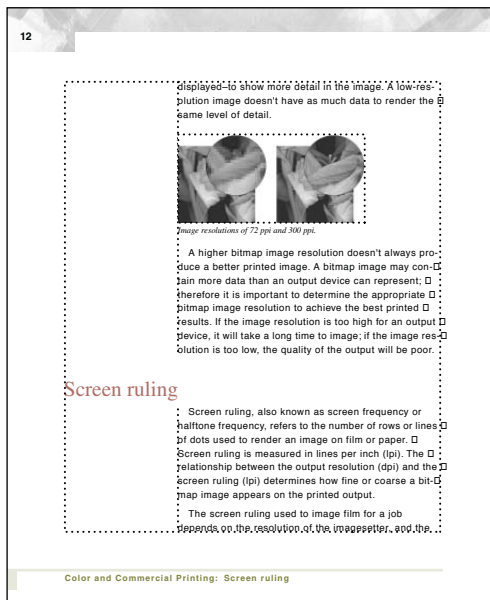 12
displayed–to show more detail in the image. A low-res-
plution image doesn't have as much data to render the
same level of detail.
Image resolutions of 72 ppi and 300 ppi.
A higher bitmap image resolution doesn't always pro-
duce a better printed image. A bitmap image may con-
tain more data than an output device can represent;
therefore it is important to determine the appropriate
bitmap image resolution to achieve the best printed
results. If the image resolution is too high for an output
device, it will take a long time to image; if the image res-
olution is too low, the quality of the output will be poor.
Screen ruling
Screen ruling, also known as screen frequency or
halftone frequency, refers to the number of rows or lines
of dots used to render an image on film or paper.
Screen ruling is measured in lines per inch (lpi). The
relationship between the output resolution (dpi) and the
screen ruling (lpi) determines how fine or coarse a bit-
map image appears on the printed output.
The screen ruling used to image film for a job
depends on the resolution of the imagesetter, and the
Color and Commercial Printing: Screen ruling